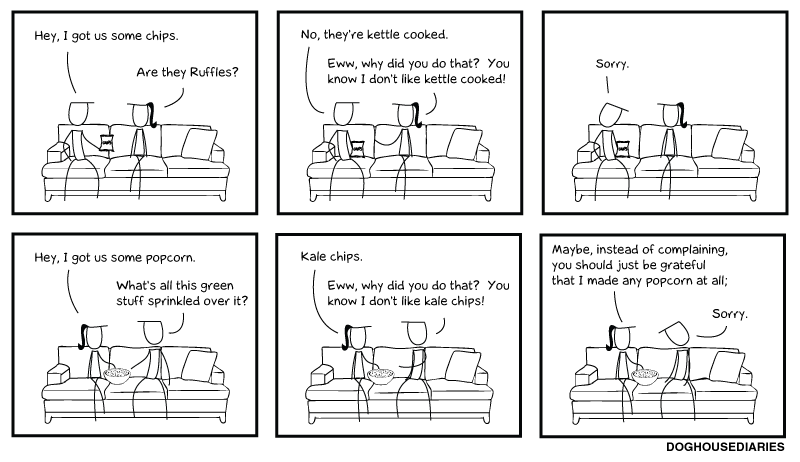 Hey, I got us some chips.
Are they Ruffles?
No, they're kettle cooked.
Eww, why did you do that? You
know I don't like kettle cooked!
Sorry.
Hey, I got us some popcorn.
What's all this green
stuff sprinkled over it?
Kale chips.
Eww, why did you do that? You
know I don't like kale chips!
Maybe, instead of complaining,
you should just be grateful
that I made any popcorn at all;
Sorry.
DOGHOUSEDIARIES